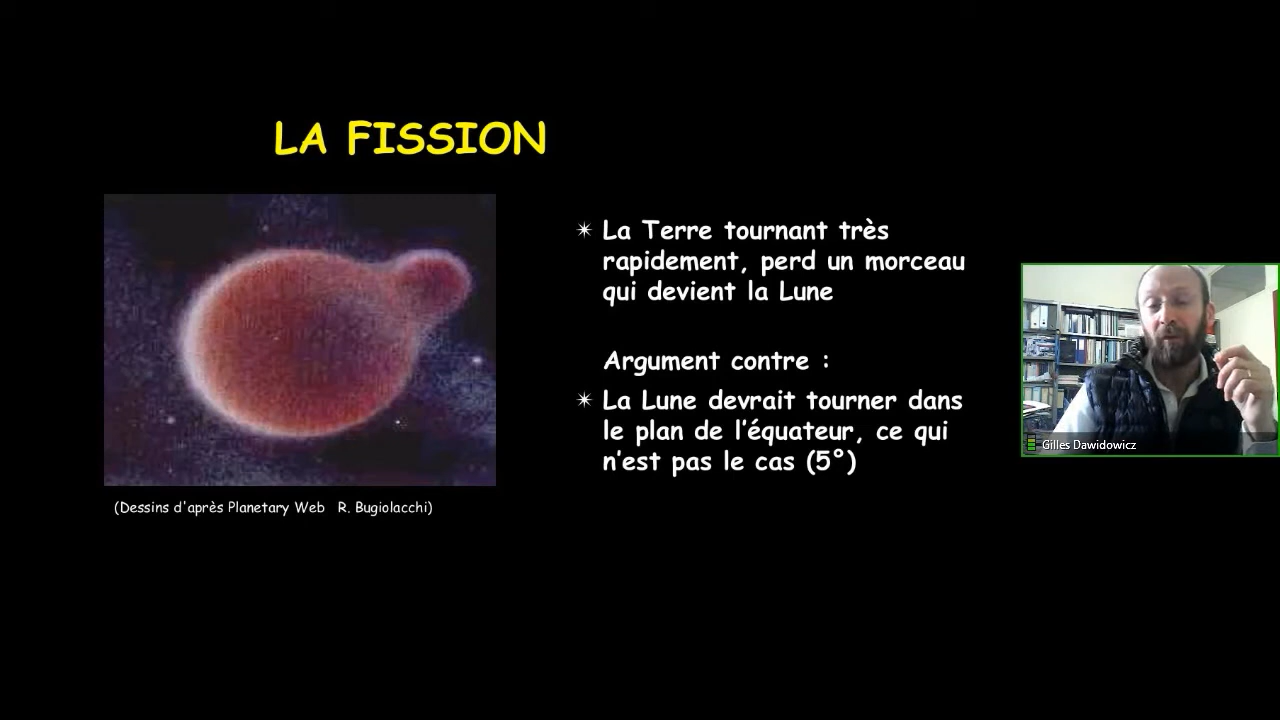 LA FISSION
✴ La Terre tournant très
rapidement, perd un morceau
qui devient la Lune
Argument contre :
✴ La Lune devrait tourner dans
le plan de l'équateur, ce qui
n'est pas le cas (5°)
(Dessins d'après Planetary Web R. Bugiolacchi)
Gilles Dawidowicz